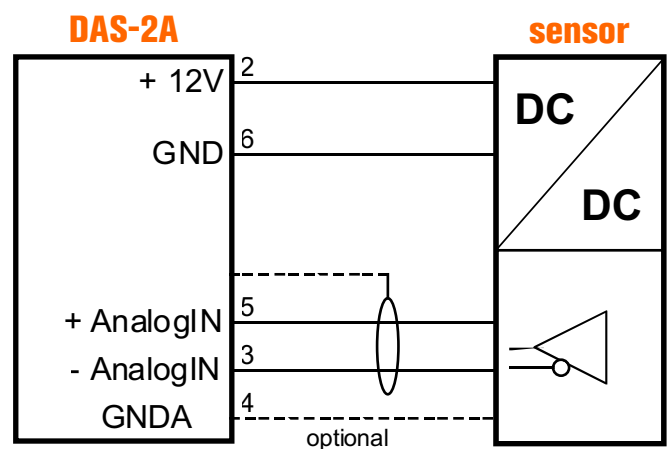 DAS-2A
sensor
+ 12V 2
GND 6
DC
DC
+ AnalogIN 5
- AnalogIN 3
GNDA 4
optional